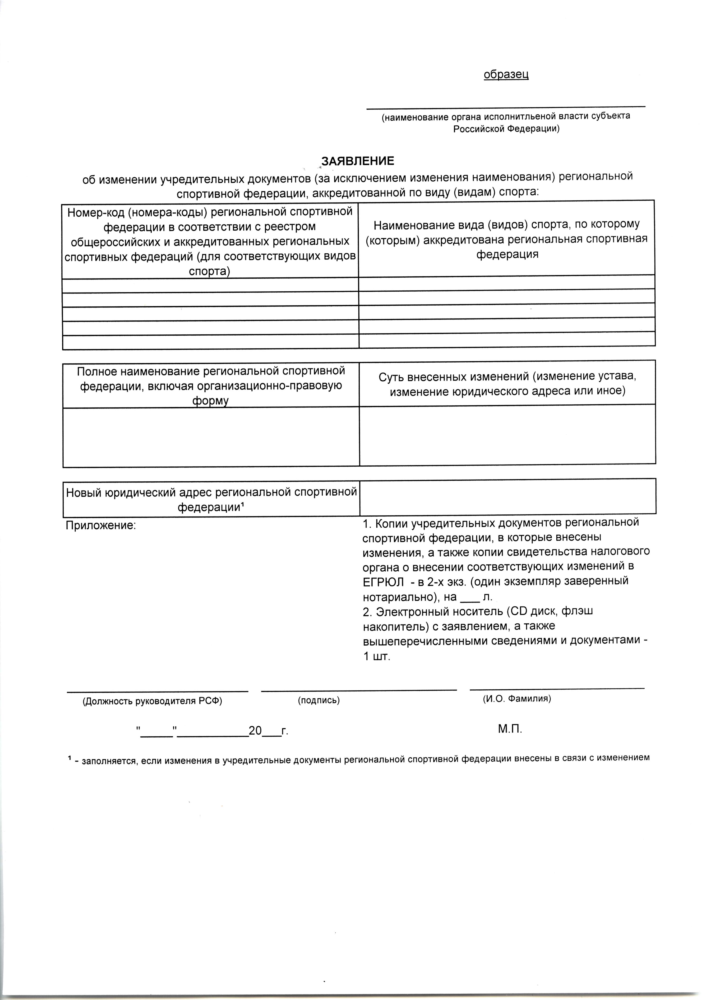 образец
(наименование органа исполнитльеной власти субъекта
Российской Федерации)
ЗАЯВЛЕНИЕ
об изменении учредительных документов (за исключением изменения наименования) региональной
спортивной федерации, аккредитованной по виду (видам) спорта:
Номер-код (номера-коды) региональной спортивной
федерации в соответствии с реестром
общероссийских и аккредитованных региональных
спортивных федераций (для соответствующих видов
спорта)
Наименование вида (видов) спорта, по которому
(которым) аккредитована региональная спортивная
федерация
Полное наименование региональной спортивной
федерации, включая организационно-правовую
форму
Суть внесенных изменений (изменение устава,
изменение юридического адреса или иное)
Новый юридический адрес региональной спортивной
федерации¹
Приложение:
1. Копии учредительных документов региональной
спортивной федерации, в которые внесены
изменения, а также копии свидетельства налогового
органа о внесении соответствующих изменений в
ЕГРЮЛ - в 2-х экз. (один экземпляр заверенный
нотариально), на ___ л.
2. Электронный носитель (CD диск, флэш
накопитель) с заявлением, а также
вышеперечисленными сведениями и документами -
1 шт.
(Должность руководителя РСФ) (подпись) (И.О. Фамилия)
"_____"___________20___г. М.П.
¹ - заполняется, если изменения в учредительные документы региональной спортивной федерации внесены в связи с изменением